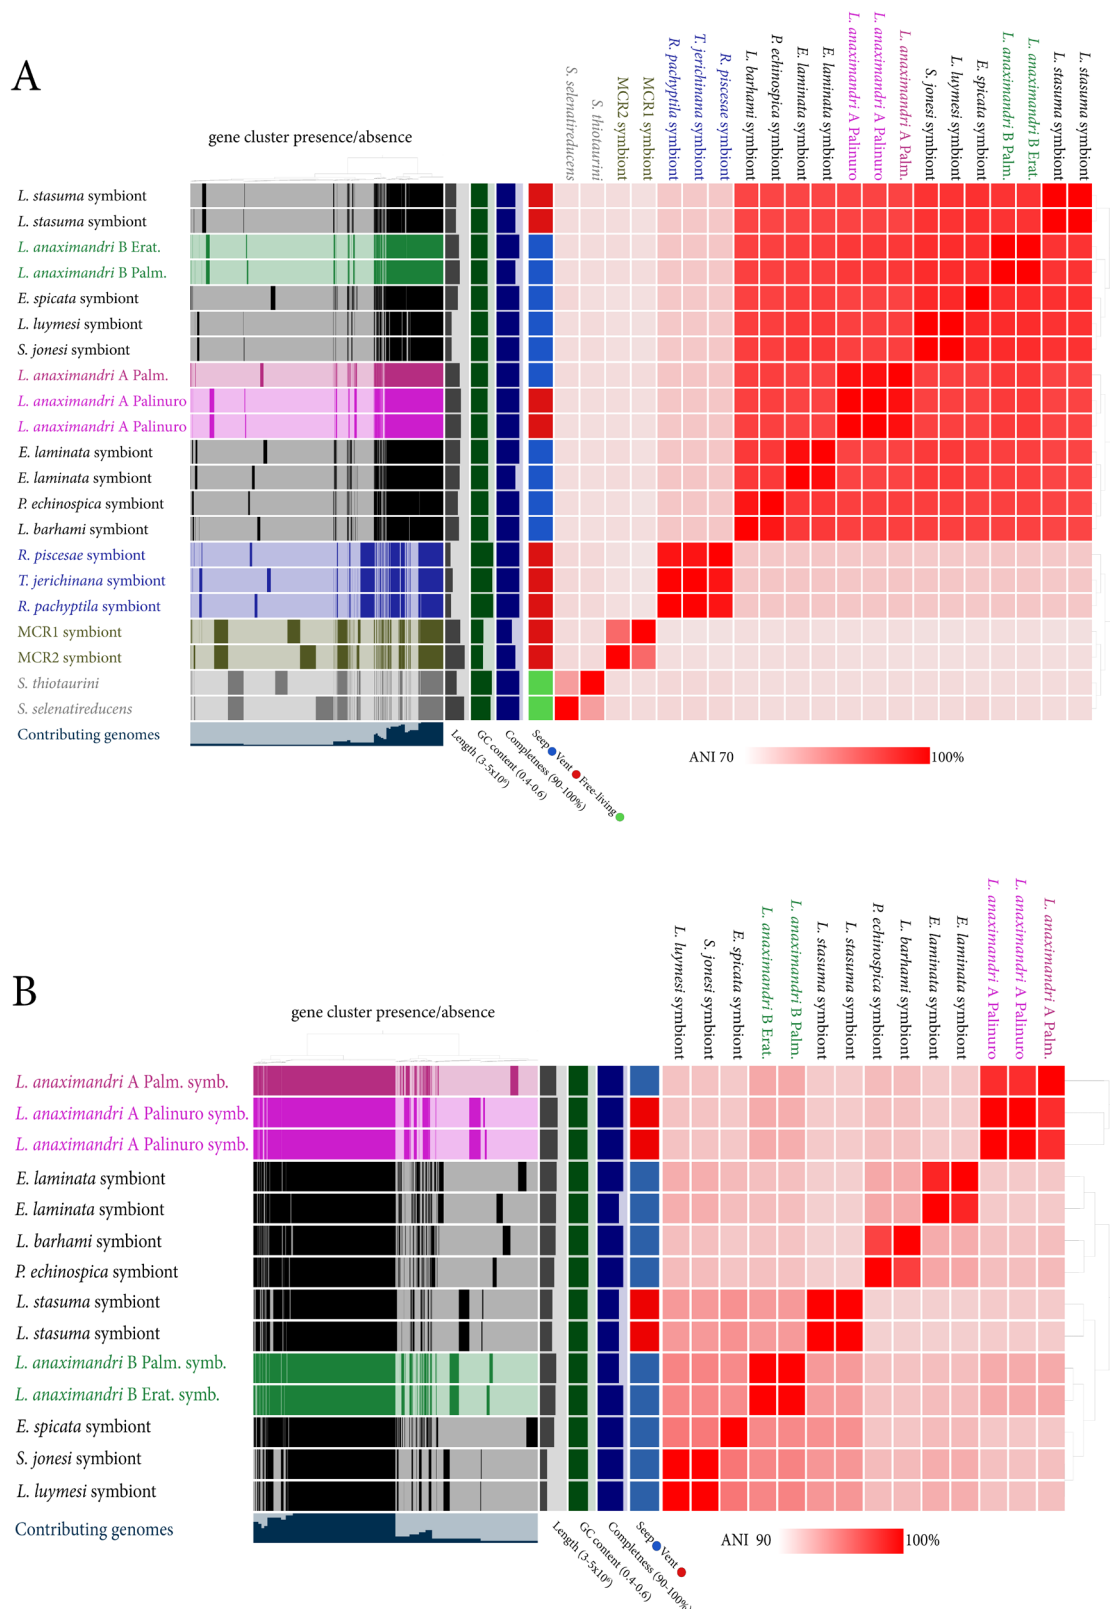 A
S. selenatireducens
S. thiotaurini
MCR2 symbiont
MCR1 symbiont
R. pachyptila symbiont
T. jerichinana symbiont
R. piscesae symbiont
L. barhami symbiont
P. echinospica symbiont
E. laminata symbiont
E. laminata symbiont
L. anaximandri A Palinuro
L. anaximandri A Palinuro
L. anaximandri A Palm.
S. jonesi symbiont
L. luymesi symbiont
E. spicata symbiont
L. anaximandri B Palm.
L. anaximandri B Erat.
L. stasuma symbiont
L. stasuma symbiont
gene cluster presence/absence
L. stasuma symbiont
L. stasuma symbiont
L. anaximandri B Erat.
L. anaximandri B Palm.
E. spicata symbiont
L. luymesi symbiont
S. jonesi symbiont
L. anaximandri A Palm.
L. anaximandri A Palinuro
L. anaximandri A Palinuro
E. laminata symbiont
E. laminata symbiont
P. echinospica symbiont
L. barhami symbiont
R. piscesae symbiont
T. jerichinana symbiont
R. pachyptila symbiont
MCR1 symbiont
MCR2 symbiont
S. thiotaurini
S. selenatireducens
Contributing genomes
Length (3-5x10⁶)
GC content (0.4-0.6)
Completness (90-100%)
Seep Vent Free-living
ANI 70 100%
B
L. luymesi symbiont
S. jonesi symbiont
E. spicata symbiont
L. anaximandri B Erat.
L. anaximandri B Palm.
L. stasuma symbiont
L. stasuma symbiont
P. echinospica symbiont
L. barhami symbiont
E. laminata symbiont
E. laminata symbiont
L. anaximandri A Palinuro
L. anaximandri A Palinuro
L. anaximandri A Palm.
gene cluster presence/absence
L. anaximandri A Palm. symb.
L. anaximandri A Palinuro symb.
L. anaximandri A Palinuro symb.
E. laminata symbiont
E. laminata symbiont
L. barhami symbiont
P. echinospica symbiont
L. stasuma symbiont
L. stasuma symbiont
L. anaximandri B Palm. symb.
L. anaximandri B Erat. symb.
E. spicata symbiont
S. jonesi symbiont
L. luymesi symbiont
Contributing genomes
Length (3-5x10⁶)
GC content (0.4-0.6)
Completness (90-100%)
Seep Vent
ANI 90 100%